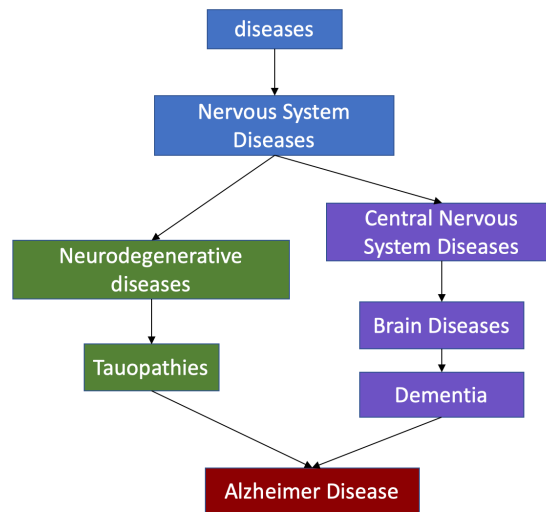 diseases
Nervous System
Diseases
Central Nervous
System Diseases
Neurodegenerative
diseases
Brain Diseases
Tauopathies
Dementia
Alzheimer Disease